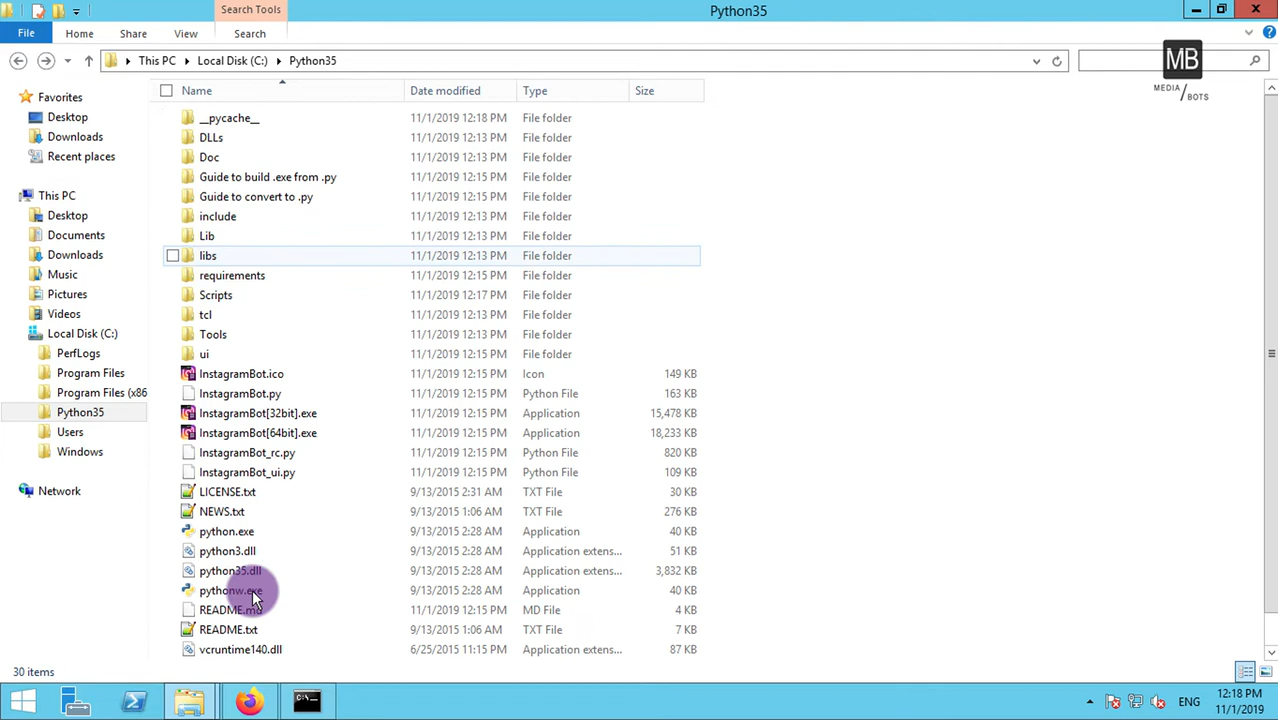 Search Tools
Python35
File Home Share View Search
This PC Local Disk (C:) Python35
MB
MEDIA/BOTS
Name Date modified Type Size
Favorites
Desktop
Downloads
Recent places
This PC
Desktop
Documents
Downloads
Music
Pictures
Videos
Local Disk (C:)
PerfLogs
Program Files
Program Files (x86
Python35
Users
Windows
Network
__pycache__ 11/1/2019 12:18 PM File folder
DLLs 11/1/2019 12:13 PM File folder
Doc 11/1/2019 12:13 PM File folder
Guide to build .exe from .py 11/1/2019 12:15 PM File folder
Guide to convert to .py 11/1/2019 12:15 PM File folder
include 11/1/2019 12:13 PM File folder
Lib 11/1/2019 12:13 PM File folder
libs 11/1/2019 12:13 PM File folder
requirements 11/1/2019 12:15 PM File folder
Scripts 11/1/2019 12:17 PM File folder
tcl 11/1/2019 12:13 PM File folder
Tools 11/1/2019 12:13 PM File folder
ui 11/1/2019 12:15 PM File folder
InstagramBot.ico 11/1/2019 12:15 PM Icon 149 KB
InstagramBot.py 11/1/2019 12:15 PM Python File 163 KB
InstagramBot[32bit].exe 11/1/2019 12:15 PM Application 15,478 KB
InstagramBot[64bit].exe 11/1/2019 12:15 PM Application 18,233 KB
InstagramBot_rc.py 11/1/2019 12:15 PM Python File 820 KB
InstagramBot_ui.py 11/1/2019 12:15 PM Python File 109 KB
LICENSE.txt 9/13/2015 2:31 AM TXT File 30 KB
NEWS.txt 9/13/2015 1:06 AM TXT File 276 KB
python.exe 9/13/2015 2:28 AM Application 40 KB
python3.dll 9/13/2015 2:28 AM Application extens... 51 KB
python35.dll 9/13/2015 2:28 AM Application extens... 3,832 KB
pythonw.exe 9/13/2015 2:28 AM Application 40 KB
README.md 11/1/2019 12:15 PM MD File 4 KB
README.txt 9/13/2015 1:06 AM TXT File 7 KB
vcruntime140.dll 6/25/2015 11:15 PM Application extens... 87 KB
30 items
ENG
12:18 PM
11/1/2019